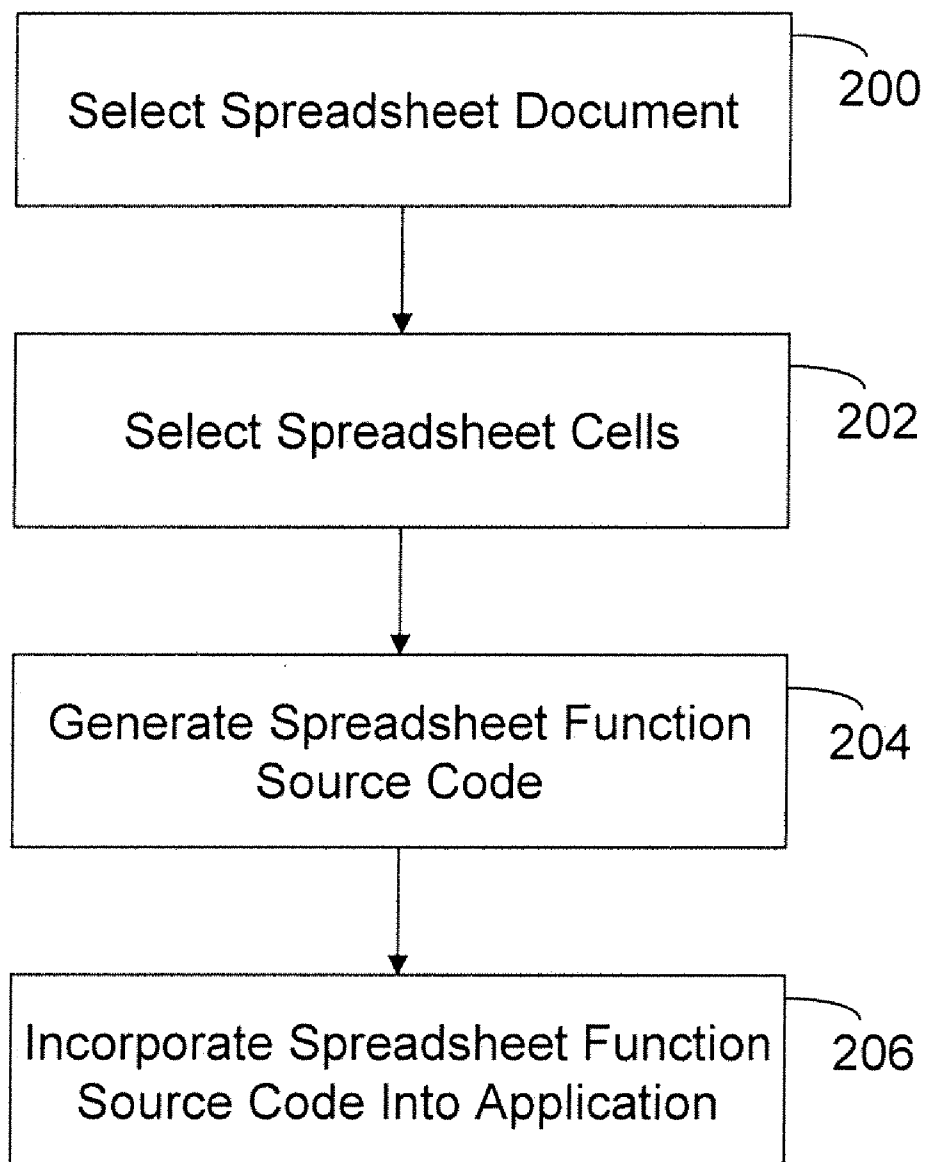 Select Spreadsheet Document
200
Select Spreadsheet Cells
202
Generate Spreadsheet Function
Source Code
204
Incorporate Spreadsheet Function
Source Code Into Application
206